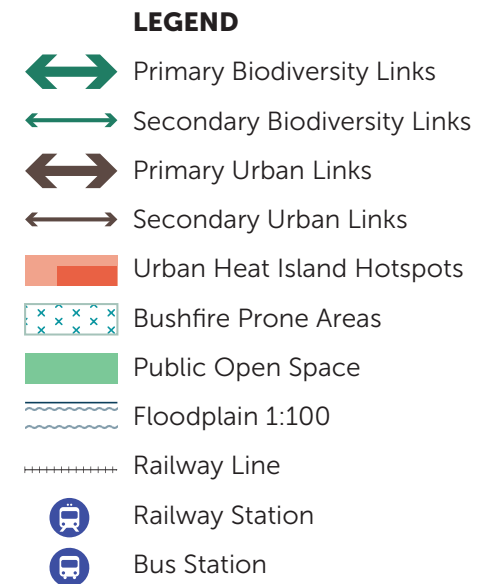 LEGEND
Primary Biodiversity Links
Secondary Biodiversity Links
Primary Urban Links
Secondary Urban Links
Urban Heat Island Hotspots
Bushfire Prone Areas
Public Open Space
Floodplain 1:100
Railway Line
Railway Station
Bus Station